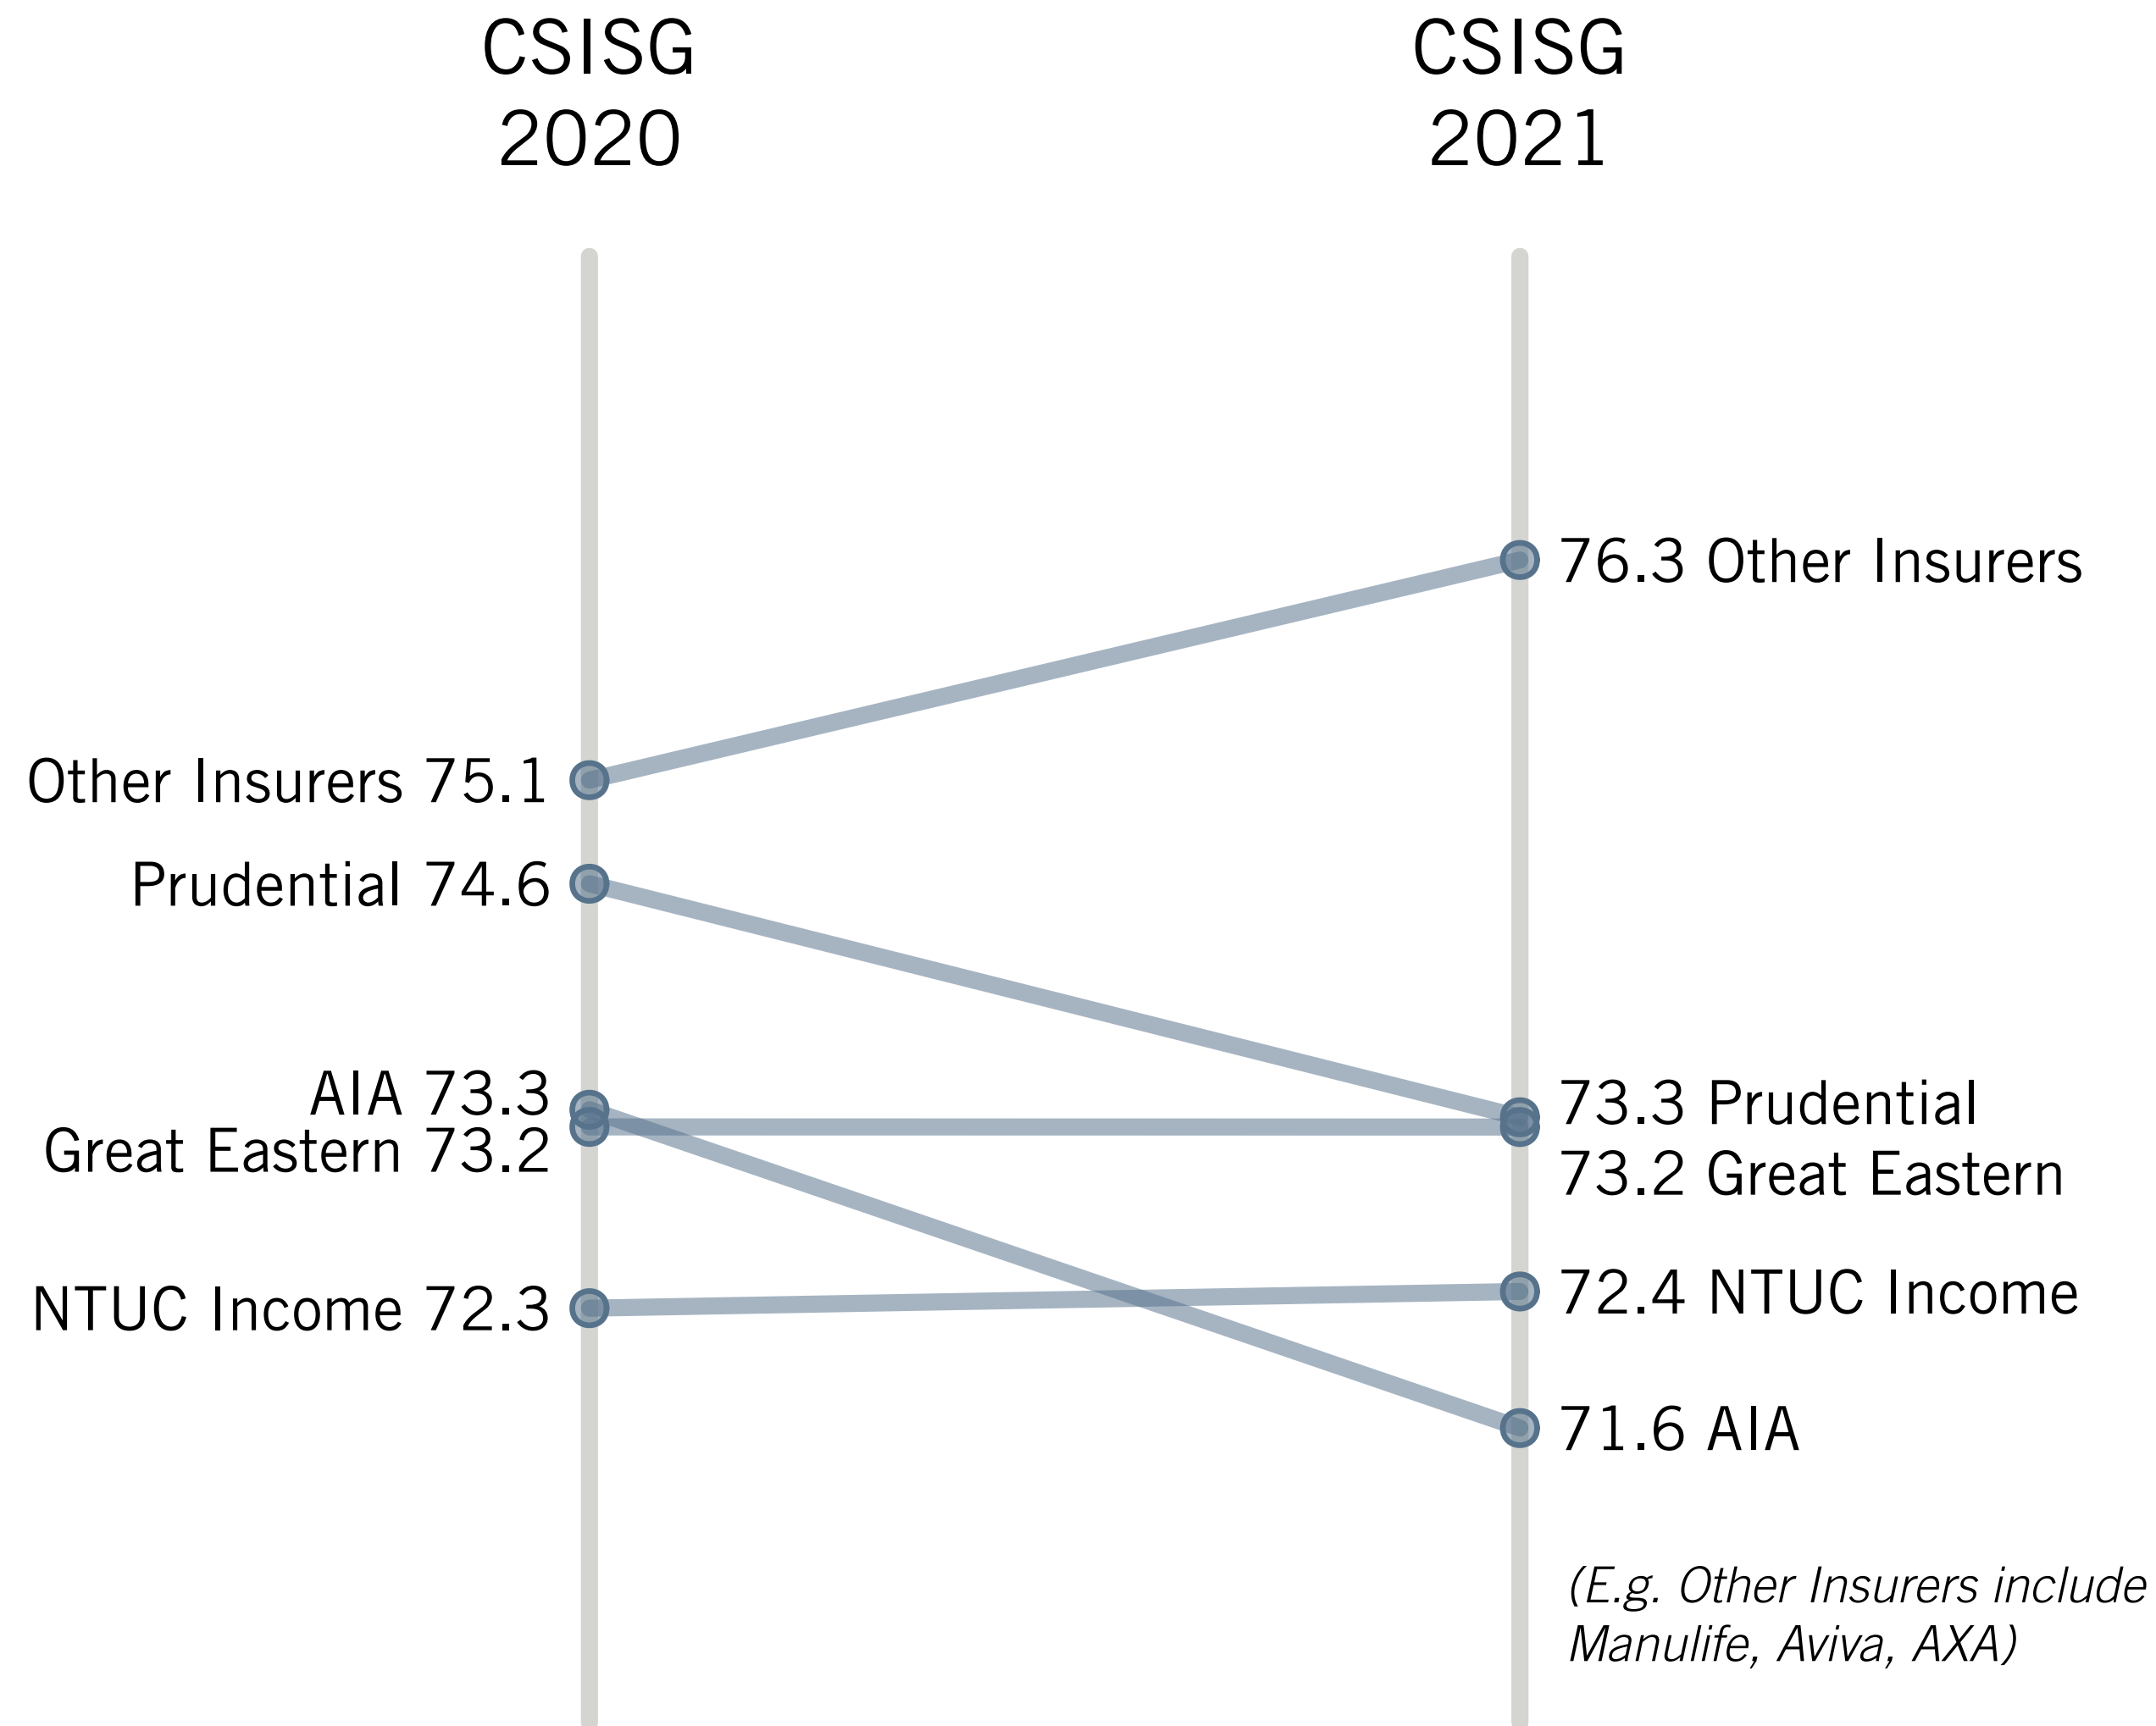 CSISG
2020
CSISG
2021
76.3 Other Insurers
Other Insurers 75.1
Prudential 74.6
AIA 73.3
Great Eastern 73.2
NTUC Income 72.3
73.3 Prudential
73.2 Great Eastern
72.4 NTUC Income
71.6 AIA
(E.g. Other Insurers include
Manulife, Aviva, AXA)